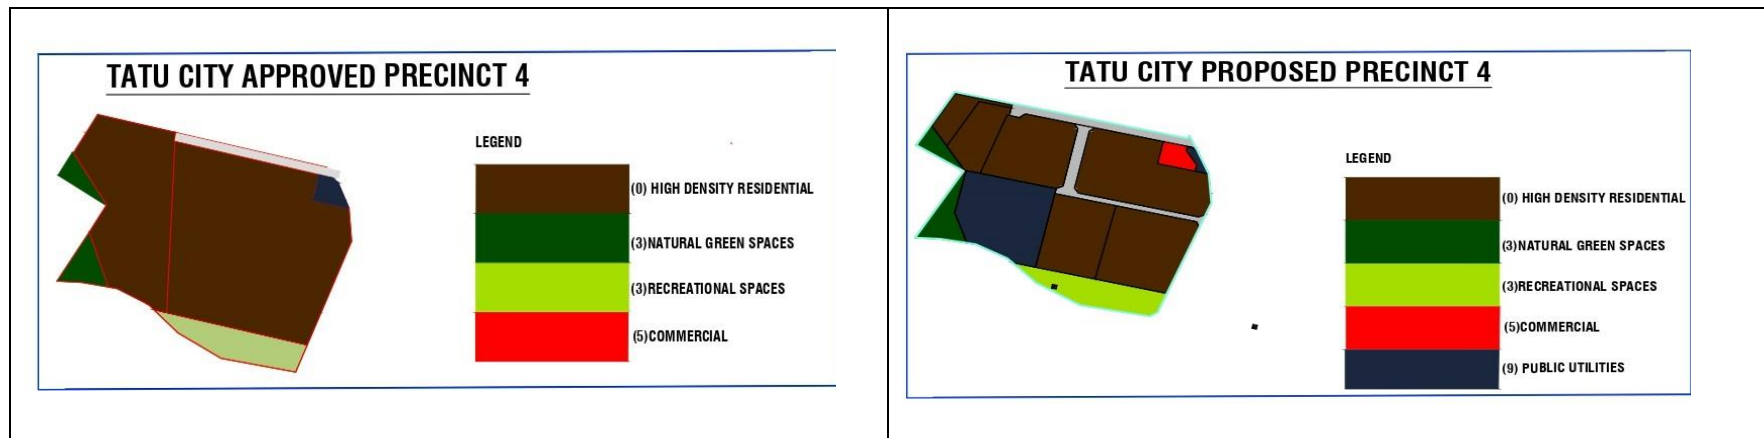 TATU CITY APPROVED PRECINCT 4
LEGEND
(0) HIGH DENSITY RESIDENTIAL
(3)NATURAL GREEN SPACES
(3)RECREATIONAL SPACES
(5)COMMERCIAL
TATU CITY PROPOSED PRECINCT 4
LEGEND
(0) HIGH DENSITY RESIDENTIAL
(3)NATURAL GREEN SPACES
(3)RECREATIONAL SPACES
(5)COMMERCIAL
(9) PUBLIC UTILITIES